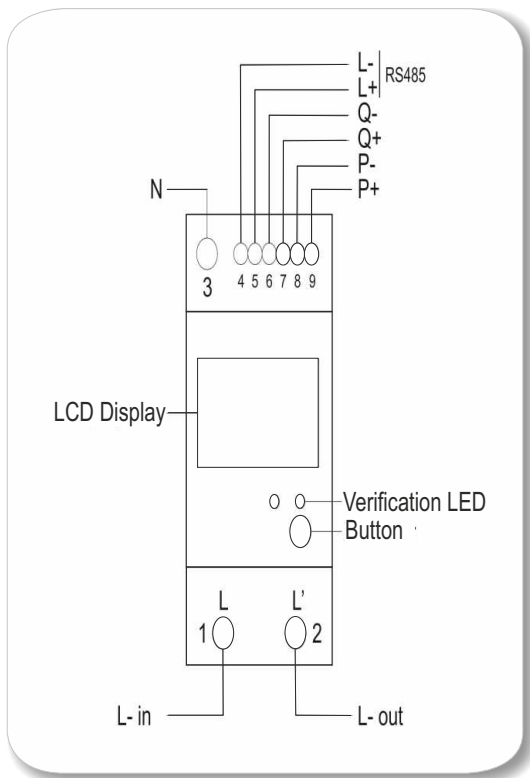 L-
RS485
L+
Q-
Q+
P-
N
P+
3
4 5 6 7 8 9
LCD Display
Verification LED
Button
L L’
1 2
L- in L- out